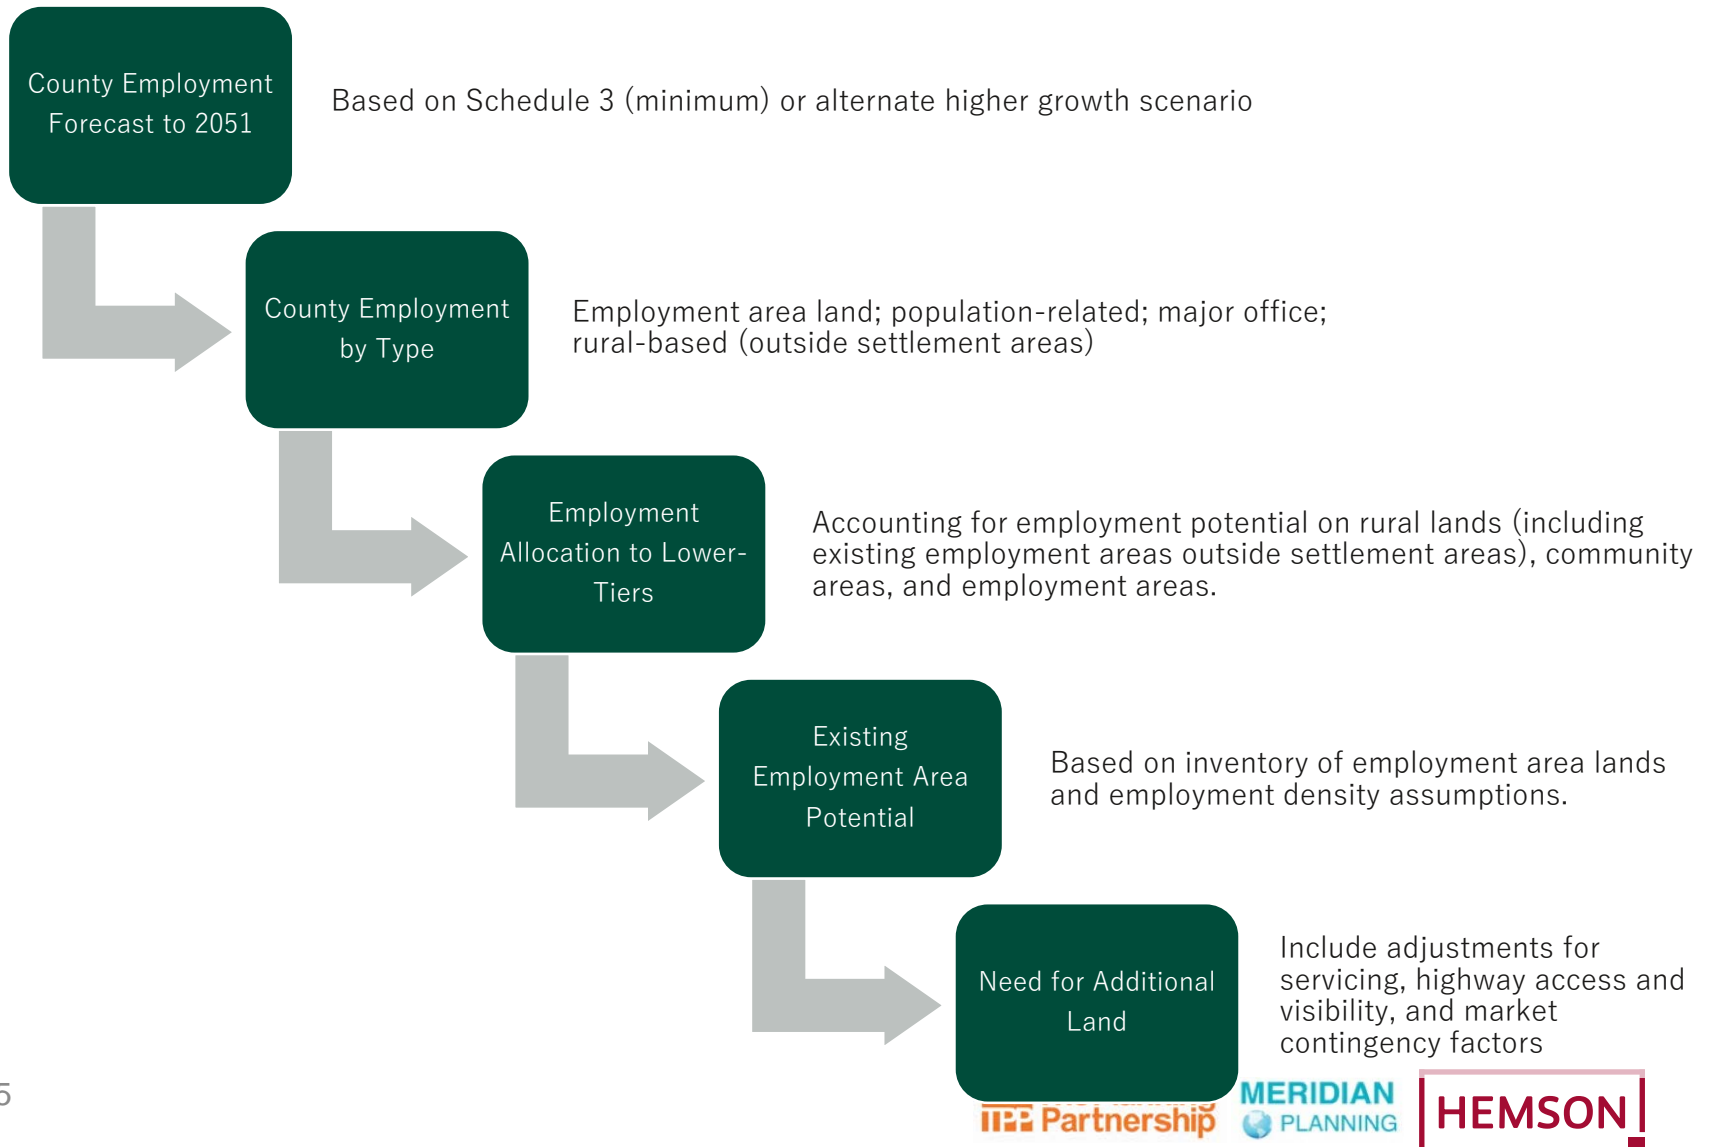 County Employment
Forecast to 2051
Based on Schedule 3 (minimum) or alternate higher growth scenario
County Employment
by Type
Employment area land; population-related; major office;
rural-based (outside settlement areas)
Employment
Allocation to Lower-
Tiers
Accounting for employment potential on rural lands (including
existing employment areas outside settlement areas), community
areas, and employment areas.
Existing
Employment Area
Potential
Based on inventory of employment area lands
and employment density assumptions.
Need for Additional
Land
Include adjustments for
servicing, highway access and
visibility, and market
contingency factors
5
Partnership
MERIDIAN
PLANNING
HEMSON